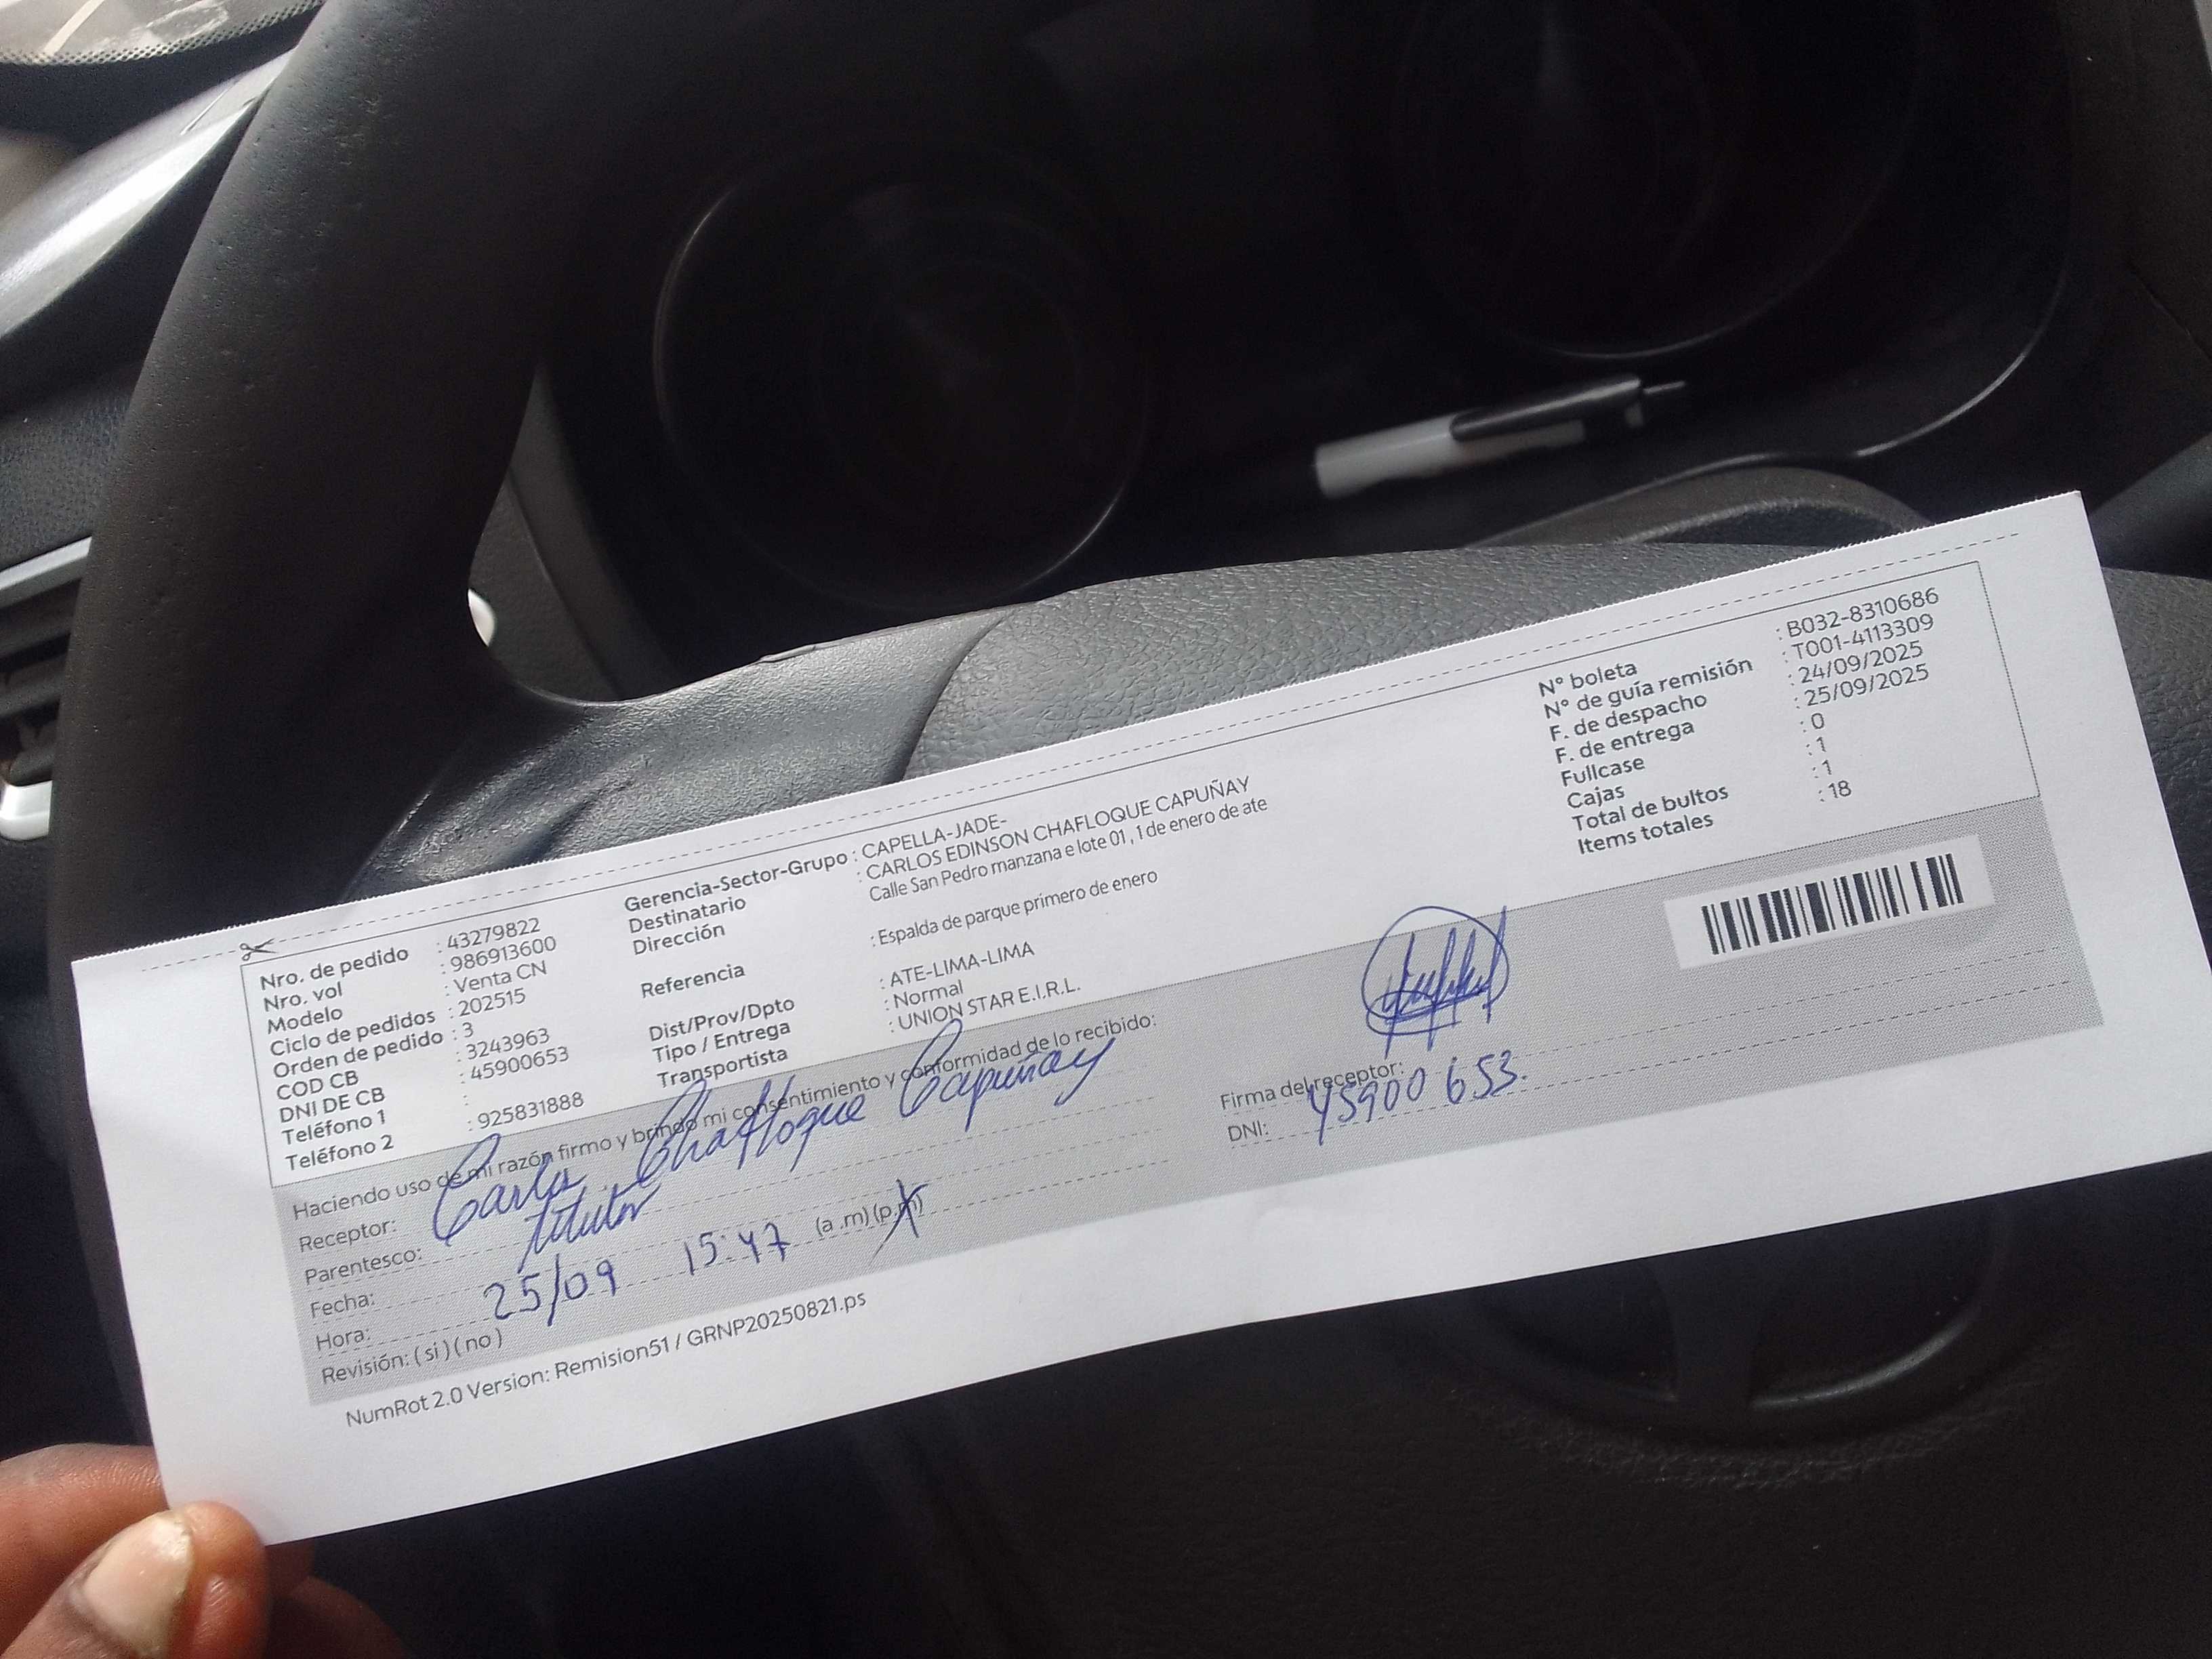 Nro. de pedido : 43279822
Nro. vol : 986913600
Modelo : Venta CN
Ciclo de pedidos : 202515
Orden de pedido : 3
COD CB : 3243963
DNI DE CB : 45900653
Teléfono 1 :
Teléfono 2 : 925831888
Gerencia-Sector-Grupo : CAPELLA-JADE-
Destinatario : CARLOS EDINSON CHAFLOQUE CAPUÑAY
Dirección Calle San Pedro manzana e lote 01 , 1 de enero de ate
Referencia : Espalda de parque primero de enero
Dist/Prov/Dpto : ATE-LIMA-LIMA
Tipo / Entrega : Normal
Transportista : UNION STAR E.I.R.L.
N° boleta : B032-8310686
N° de guía remisión : T001-4113309
F. de despacho : 24/09/2025
F. de entrega : 25/09/2025
Fullcase : 0
Cajas : 1
Total de bultos : 1
Items totales : 18
Haciendo uso de mi razón firmo y brindo mi consentimiento y conformidad de lo recibido:
Receptor: Carlos Chafloque Capuñay
Parentesco: titular
Fecha: 25/09
Hora: 15:47 (a .m) (p.m)
Revisión: ( si ) ( no )
Firma del receptor:
DNI: 45900653.
NumRot 2.0 Version: Remision51 / GRNP20250821.ps